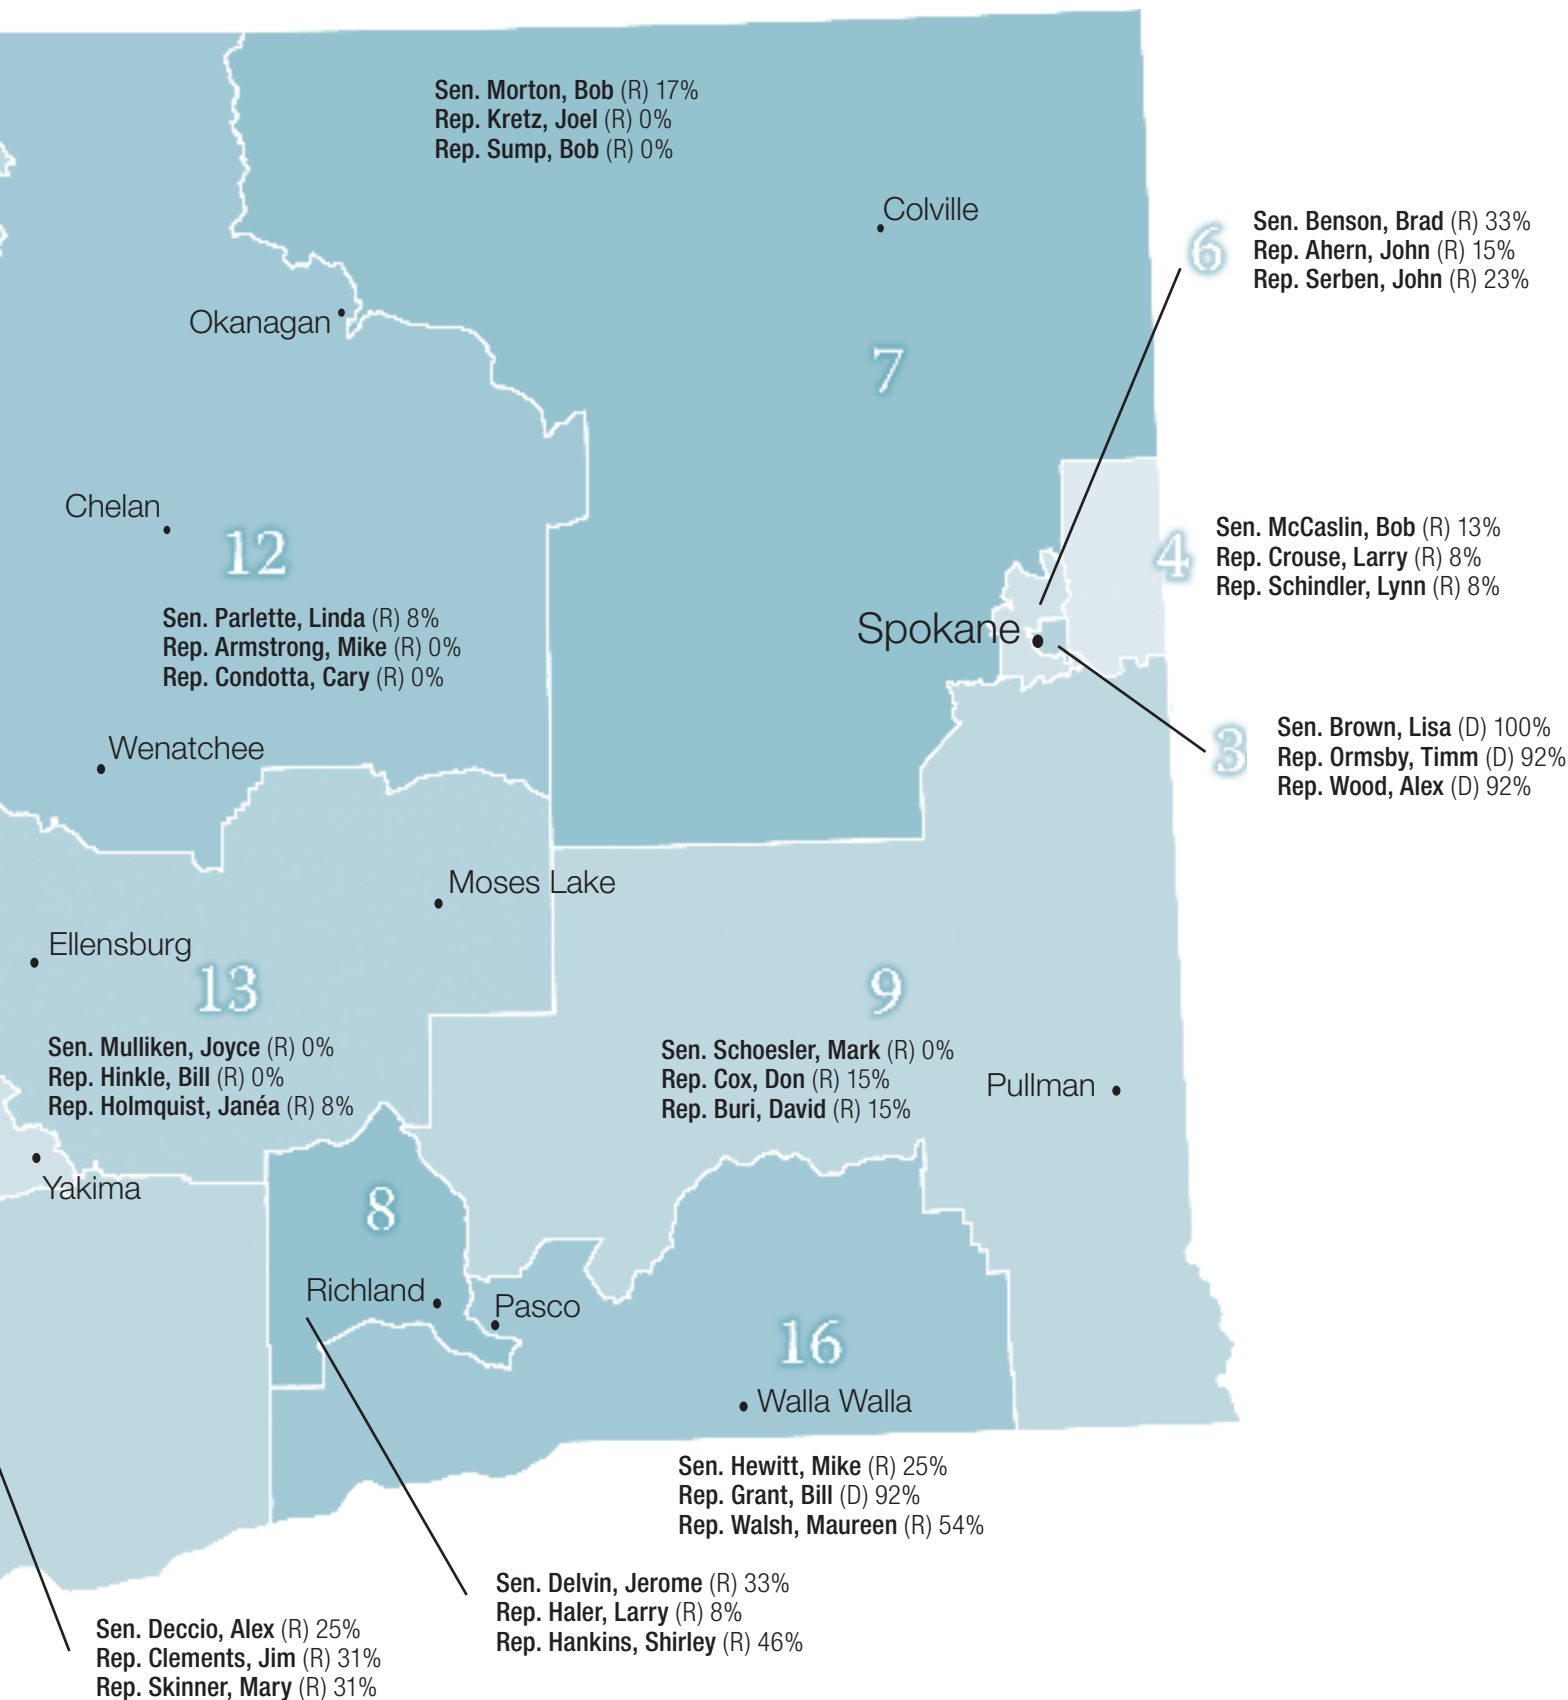 Sen. Morton, Bob (R) 17%
Rep. Kretz, Joel (R) 0%
Rep. Sump, Bob (R) 0%
Colville
6
Sen. Benson, Brad (R) 33%
Rep. Ahern, John (R) 15%
Rep. Serben, John (R) 23%
Okanagan
7
Chelan
12
Sen. Parlette, Linda (R) 8%
Rep. Armstrong, Mike (R) 0%
Rep. Condotta, Cary (R) 0%
4
Sen. McCaslin, Bob (R) 13%
Rep. Crouse, Larry (R) 8%
Rep. Schindler, Lynn (R) 8%
Spokane
3
Sen. Brown, Lisa (D) 100%
Rep. Ormsby, Timm (D) 92%
Rep. Wood, Alex (D) 92%
Wenatchee
Moses Lake
Ellensburg
13
Sen. Mulliken, Joyce (R) 0%
Rep. Hinkle, Bill (R) 0%
Rep. Holmquist, Janéa (R) 8%
9
Sen. Schoesler, Mark (R) 0%
Rep. Cox, Don (R) 15%
Rep. Buri, David (R) 15%
Pullman
Yakima
8
Richland
Pasco
16
Walla Walla
Sen. Hewitt, Mike (R) 25%
Rep. Grant, Bill (D) 92%
Rep. Walsh, Maureen (R) 54%
Sen. Delvin, Jerome (R) 33%
Rep. Haler, Larry (R) 8%
Rep. Hankins, Shirley (R) 46%
Sen. Deccio, Alex (R) 25%
Rep. Clements, Jim (R) 31%
Rep. Skinner, Mary (R) 31%